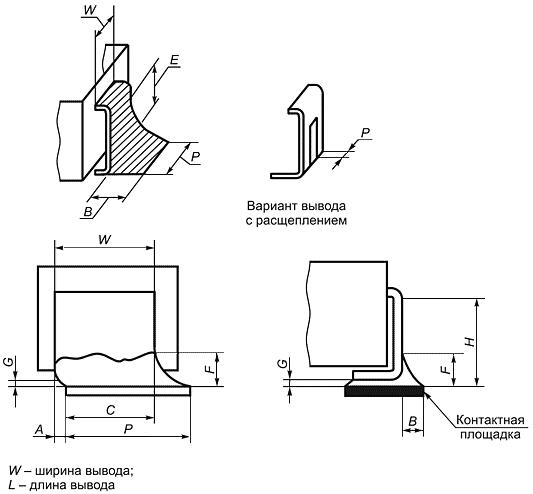 W
E
P
B
P
Вариант вывода
с расщеплением
W
G
F
C
A
P
H
G
F
B
Контактная
площадка
W – ширина вывода;
L – длина вывода